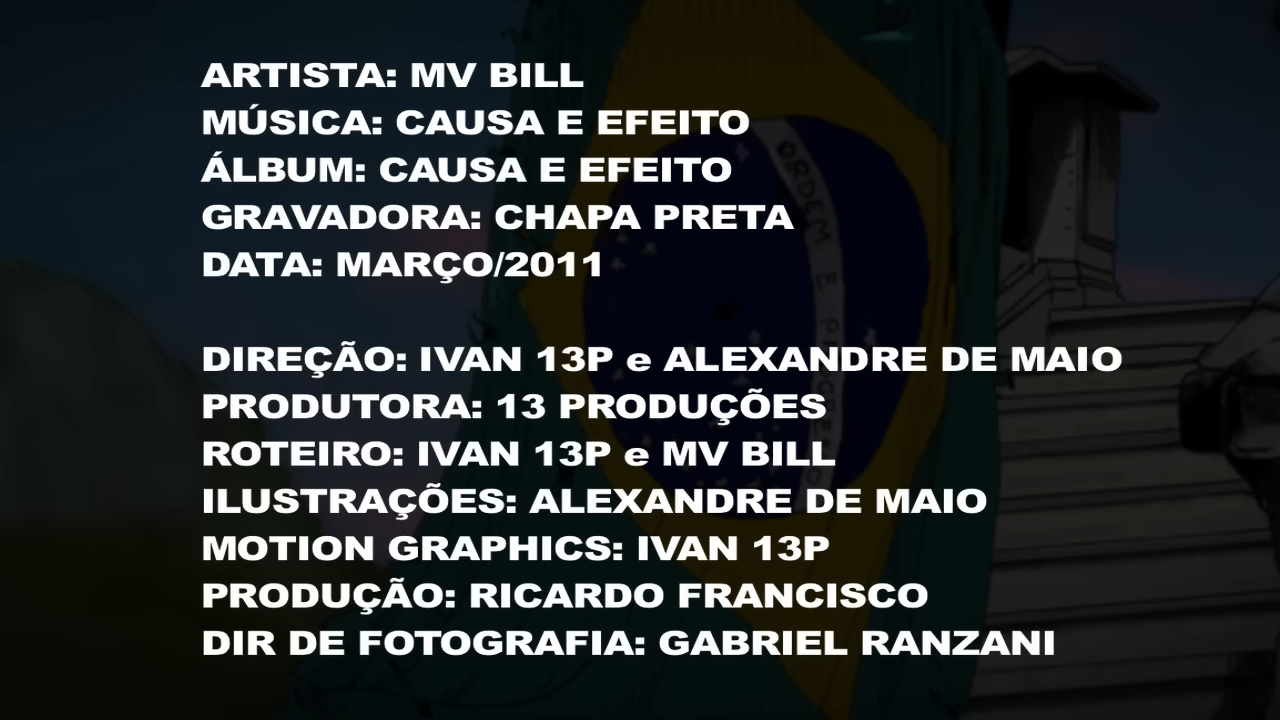 ARTISTA: MV BILL
MÚSICA: CAUSA E EFEITO
ÁLBUM: CAUSA E EFEITO
GRAVADORA: CHAPA PRETA
DATA: MARÇO/2011
DIREÇÃO: IVAN 13P e ALEXANDRE DE MAIO
PRODUTORA: 13 PRODUÇÕES
ROTEIRO: IVAN 13P e MV BILL
ILUSTRAÇÕES: ALEXANDRE DE MAIO
MOTION GRAPHICS: IVAN 13P
PRODUÇÃO: RICARDO FRANCISCO
DIR DE FOTOGRAFIA: GABRIEL RANZANI
ORDEM E PROGRESSO